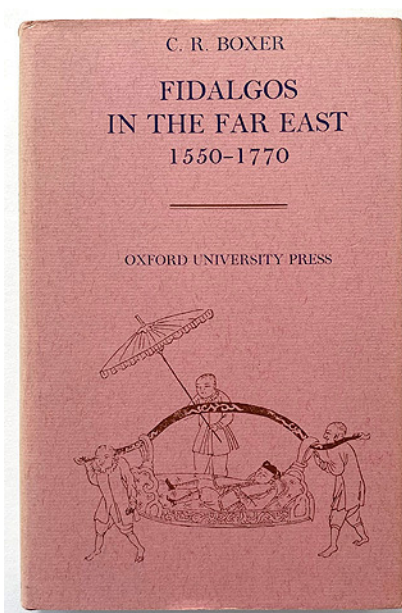 C. R. BOXER
FIDALGOS
IN THE FAR EAST
1550–1770
OXFORD UNIVERSITY PRESS